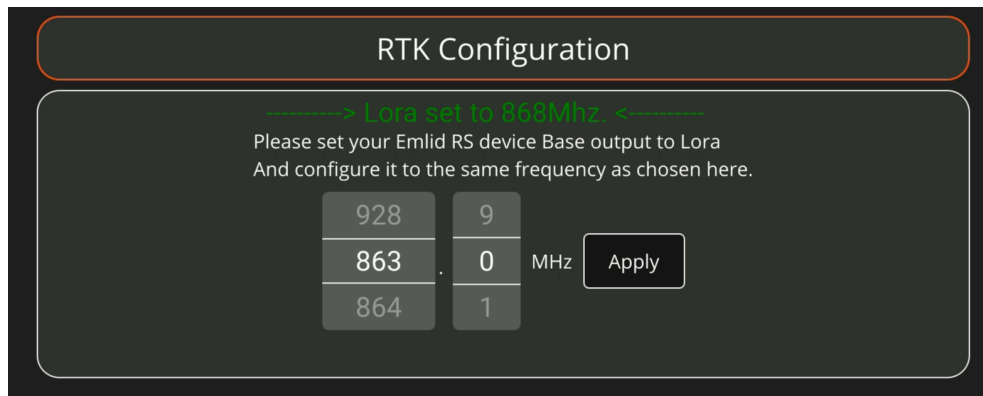 RTK Configuration
----------> Lora set to 868Mhz. <----------
Please set your Emlid RS device Base output to Lora
And configure it to the same frequency as chosen here.
928 9
863 . 0 MHz Apply
864 1